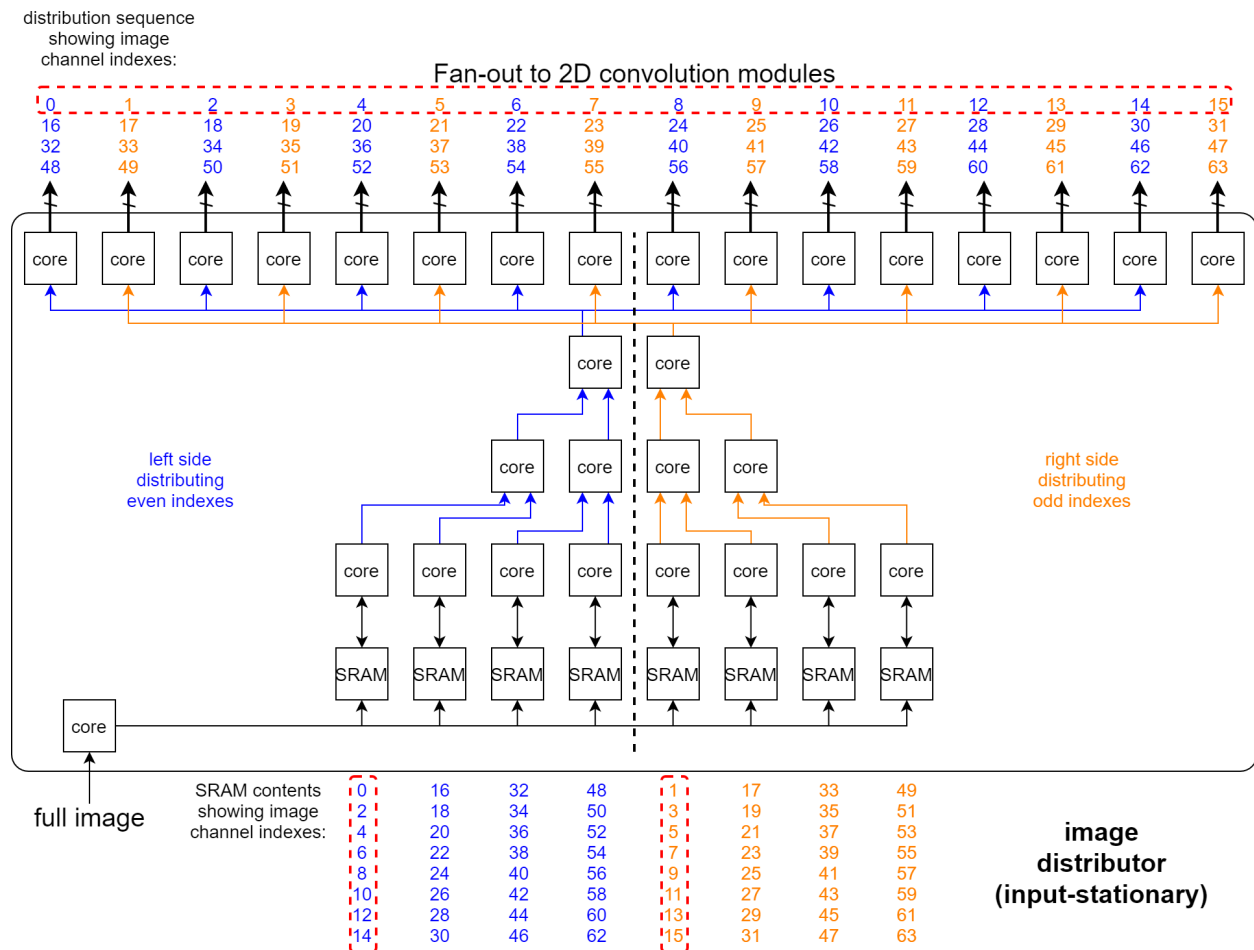 distribution sequence
showing image
channel indexes:
Fan-out to 2D convolution modules
0 1 2 3 4 5 6 7 8 9 10 11 12 13 14 15
16 17 18 19 20 21 22 23 24 25 26 27 28 29 30 31
32 33 34 35 36 37 38 39 40 41 42 43 44 45 46 47
48 49 50 51 52 53 54 55 56 57 58 59 60 61 62 63
core core core core core core core core core core core core core core core core
core core
core core core core
left side
distributing
even indexes
right side
distributing
odd indexes
core core core core core core core core
SRAM SRAM SRAM SRAM SRAM SRAM SRAM SRAM
core
full image
SRAM contents
showing image
channel indexes:
0 16 32 48 1 17 33 49
2 18 34 50 3 19 35 51
4 20 36 52 5 21 37 53
6 22 38 54 7 23 39 55
8 24 40 56 9 25 41 57
10 26 42 58 11 27 43 59
12 28 44 60 13 29 45 61
14 30 46 62 15 31 47 63
image
distributor
(input-stationary)